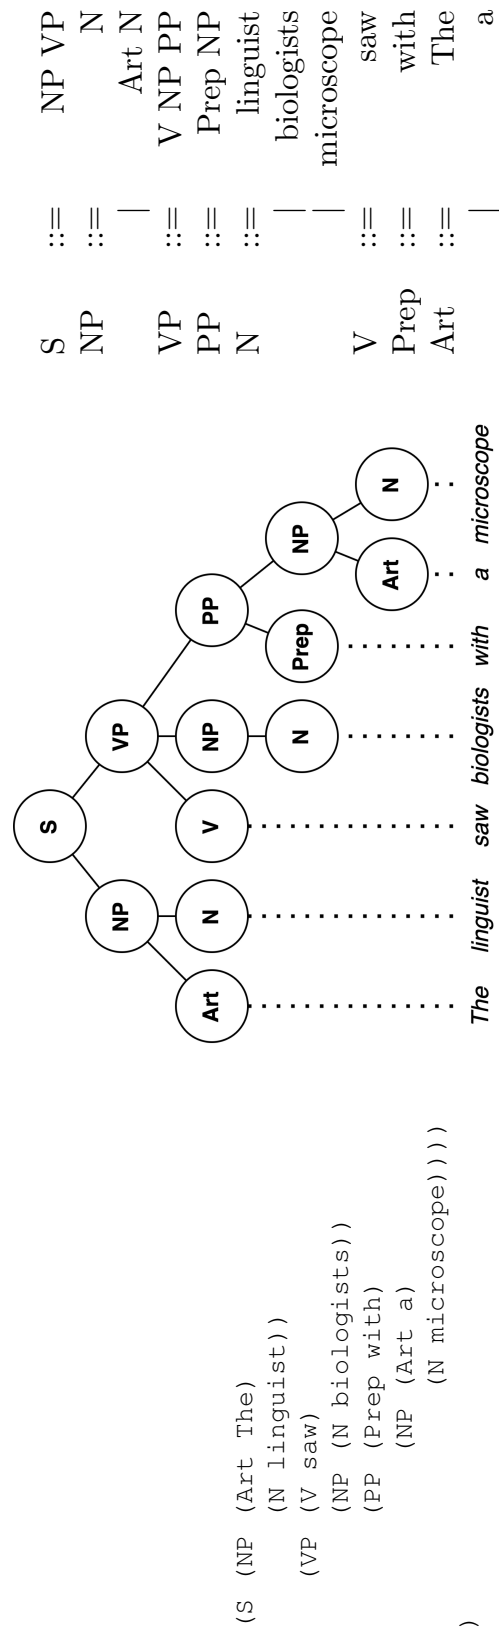 (S (NP (Art The)
(N linguist))
(VP (V saw)
(NP (N biologists))
(PP (Prep with)
(NP (Art a)
(N microscope)))))
)
S
NP VP
NP PP
Art N V NP Prep NP
N Art N
The linguist saw biologists with a microscope
S ::= NP VP
NP ::= N
| Art N
VP ::= V NP PP
PP ::= Prep NP
N ::= linguist
| biologists
| microscope
V ::= saw
Prep ::= with
Art ::= The
| a